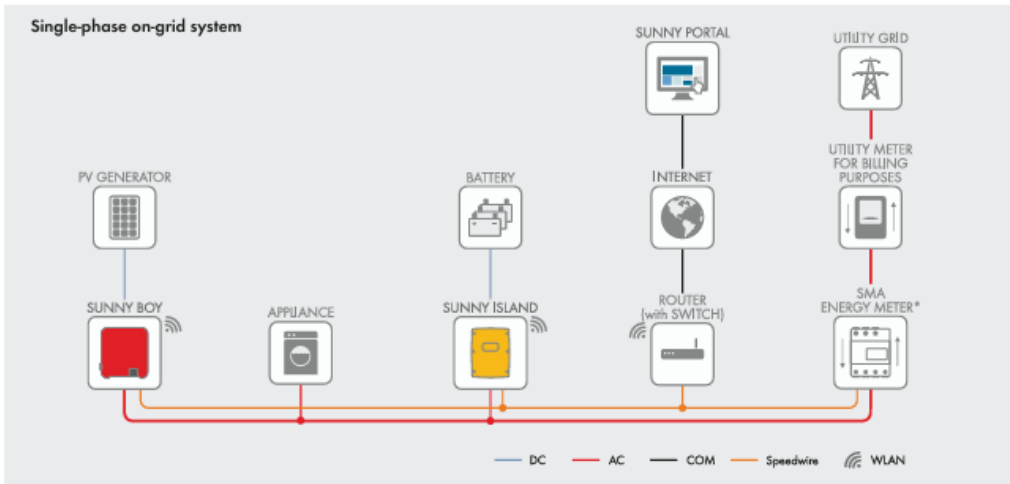 Single-phase on-grid system
SUNNY PORTAL
UTILITY GRID
UTILITY METER
FOR BILLING
PURPOSES
PV GENERATOR
BATTERY
INTERNET
SUNNY BOY
APPLIANCE
SUNNY ISLAND
ROUTER
(with SWITCH)
SMA
ENERGY METER*
DC
AC
COM
Speedwire
WLAN